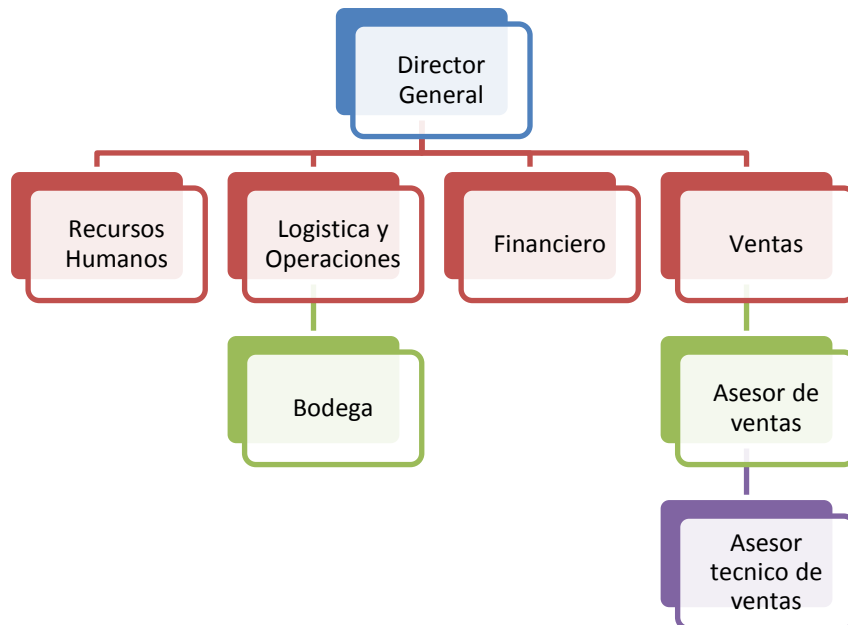 Director
General
Recursos
Humanos
Logistica y
Operaciones
Financiero
Ventas
Bodega
Asesor de
ventas
Asesor
tecnico de
ventas